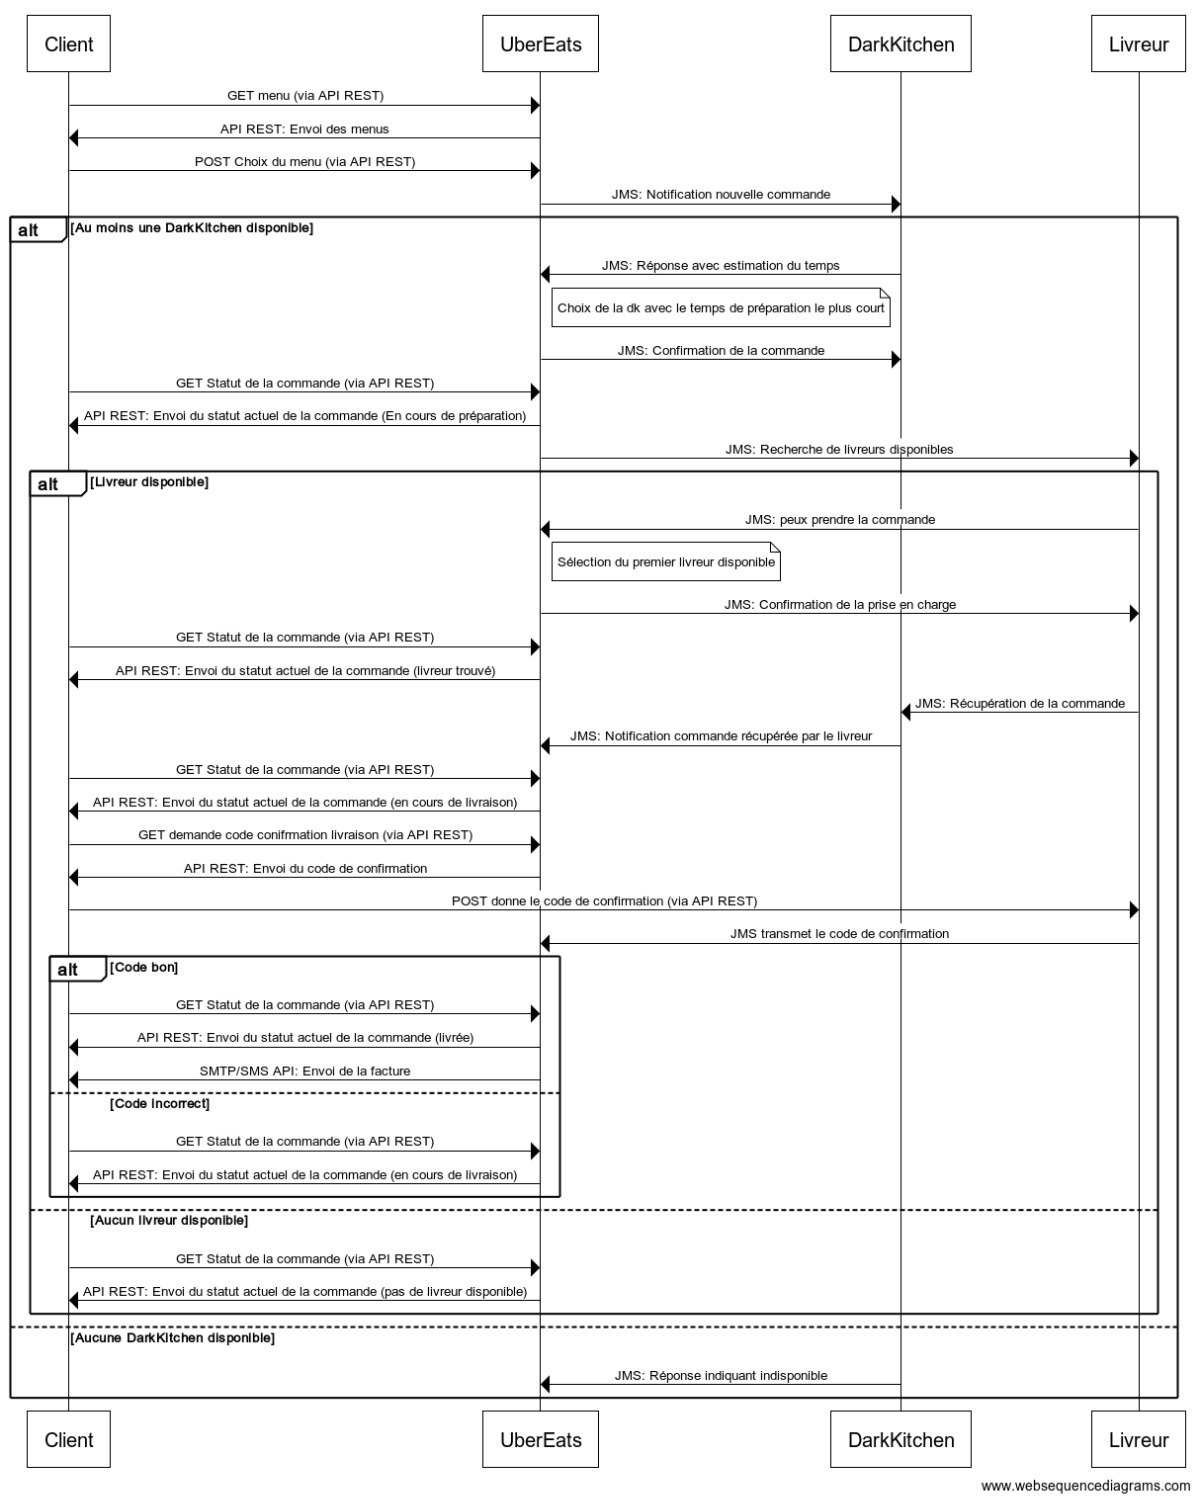 Client
UberEats
DarkKitchen
Livreur
GET menu (via API REST)
API REST: Envoi des menus
POST Choix du menu (via API REST)
JMS: Notification nouvelle commande
alt
[Au moins une DarkKitchen disponible]
JMS: Réponse avec estimation du temps
Choix de la dk avec le temps de préparation le plus court
JMS: Confirmation de la commande
GET Statut de la commande (via API REST)
API REST: Envoi du statut actuel de la commande (En cours de préparation)
JMS: Recherche de livreurs disponibles
alt
[Livreur disponible]
JMS: peux prendre la commande
Sélection du premier livreur disponible
JMS: Confirmation de la prise en charge
GET Statut de la commande (via API REST)
API REST: Envoi du statut actuel de la commande (livreur trouvé)
JMS: Récupération de la commande
JMS: Notification commande récupérée par le livreur
GET Statut de la commande (via API REST)
API REST: Envoi du statut actuel de la commande (en cours de livraison)
GET demande code conifrmation livraison (via API REST)
API REST: Envoi du code de confirmation
POST donne le code de confirmation (via API REST)
JMS transmet le code de confirmation
alt
[Code bon]
GET Statut de la commande (via API REST)
API REST: Envoi du statut actuel de la commande (livrée)
SMTP/SMS API: Envoi de la facture
[Code incorrect]
GET Statut de la commande (via API REST)
API REST: Envoi du statut actuel de la commande (en cours de livraison)
[Aucun livreur disponible]
GET Statut de la commande (via API REST)
API REST: Envoi du statut actuel de la commande (pas de livreur disponible)
[Aucune DarkKitchen disponible]
JMS: Réponse indiquant indisponible
Client
UberEats
DarkKitchen
Livreur
www.websequencediagrams.com